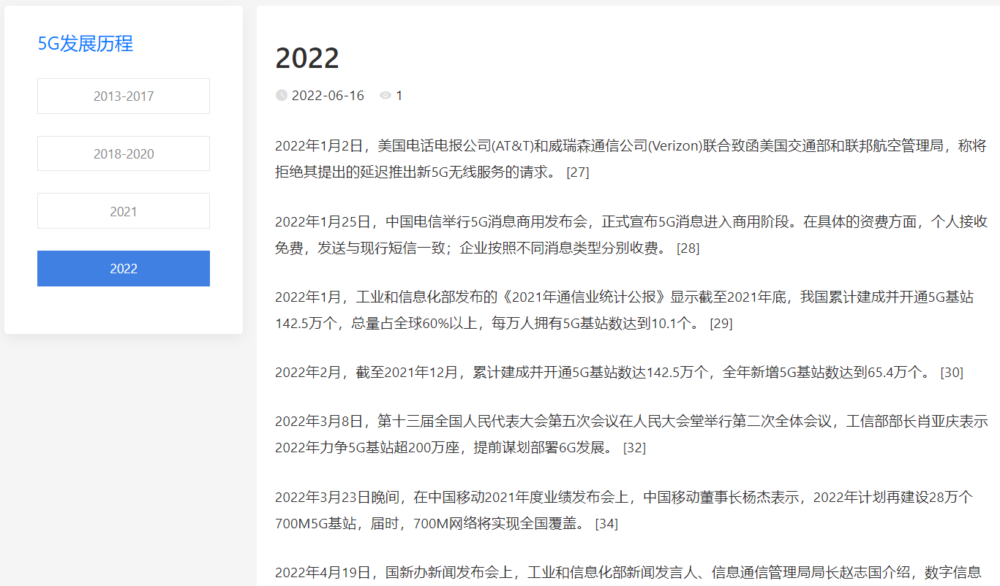 5G发展历程
2013-2017
2018-2020
2021
2022
2022
2022-06-16 1
2022年1月2日，美国电话电报公司(AT&T)和威瑞森通信公司(Verizon)联合致函美国交通部和联邦航空管理局，称将
拒绝其提出的延迟推出新5G无线服务的请求。 [27]
2022年1月25日，中国电信举行5G消息商用发布会，正式宣布5G消息进入商用阶段。在具体的资费方面，个人接收
免费，发送与现行短信一致；企业按照不同消息类型分别收费。 [28]
2022年1月，工业和信息化部发布的《2021年通信业统计公报》显示截至2021年底，我国累计建成并开通5G基站
142.5万个，总量占全球60%以上，每万人拥有5G基站数达到10.1个。 [29]
2022年2月，截至2021年12月，累计建成并开通5G基站数达142.5万个，全年新增5G基站数达到65.4万个。 [30]
2022年3月8日，第十三届全国人民代表大会第五次会议在人民大会堂举行第二次全体会议，工信部部长肖亚庆表示
2022年力争5G基站超200万座，提前谋划部署6G发展。 [32]
2022年3月23日晚间，在中国移动2021年度业绩发布会上，中国移动董事长杨杰表示，2022年计划再建设28万个
700M5G基站，届时，700M网络将实现全国覆盖。 [34]
2022年4月19日，国新办新闻发布会上，工业和信息化部新闻发言人、信息通信管理局局长赵志国介绍，数字信息